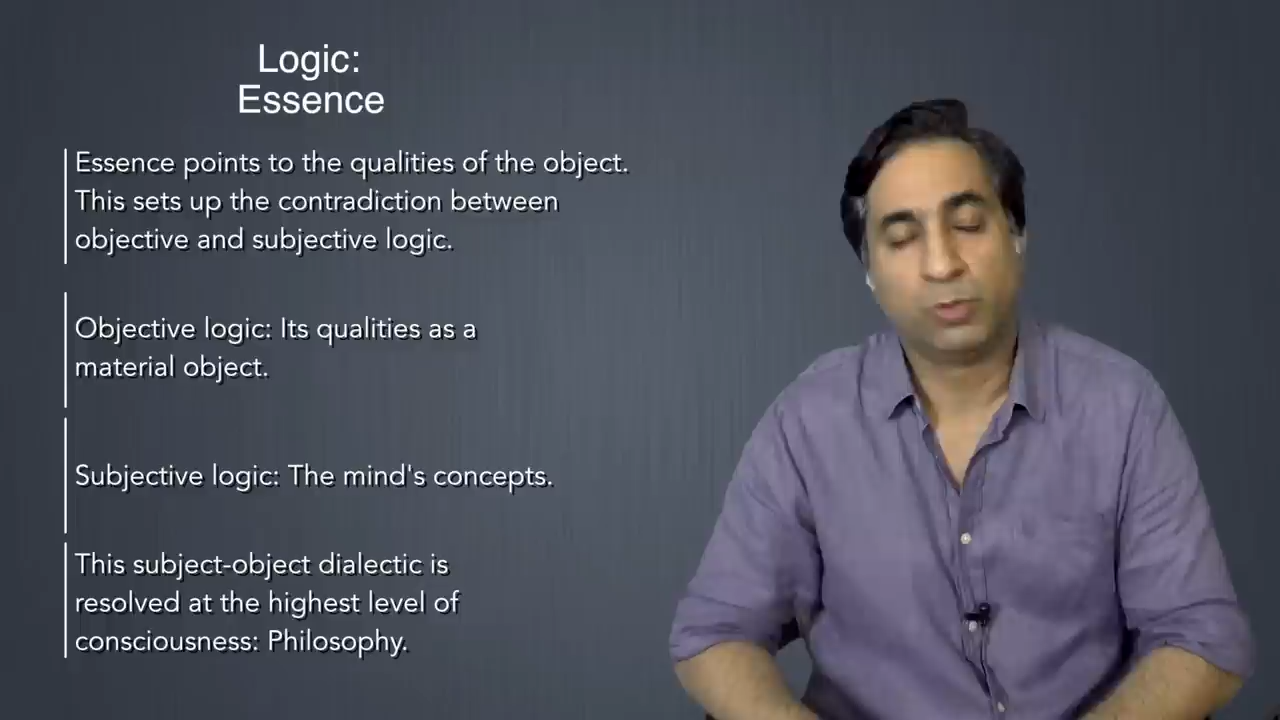 Logic:
Essence
Essence points to the qualities of the object.
This sets up the contradiction between
objective and subjective logic.
Objective logic: Its qualities as a
material object.
Subjective logic: The mind's concepts.
This subject-object dialectic is
resolved at the highest level of
consciousness: Philosophy.